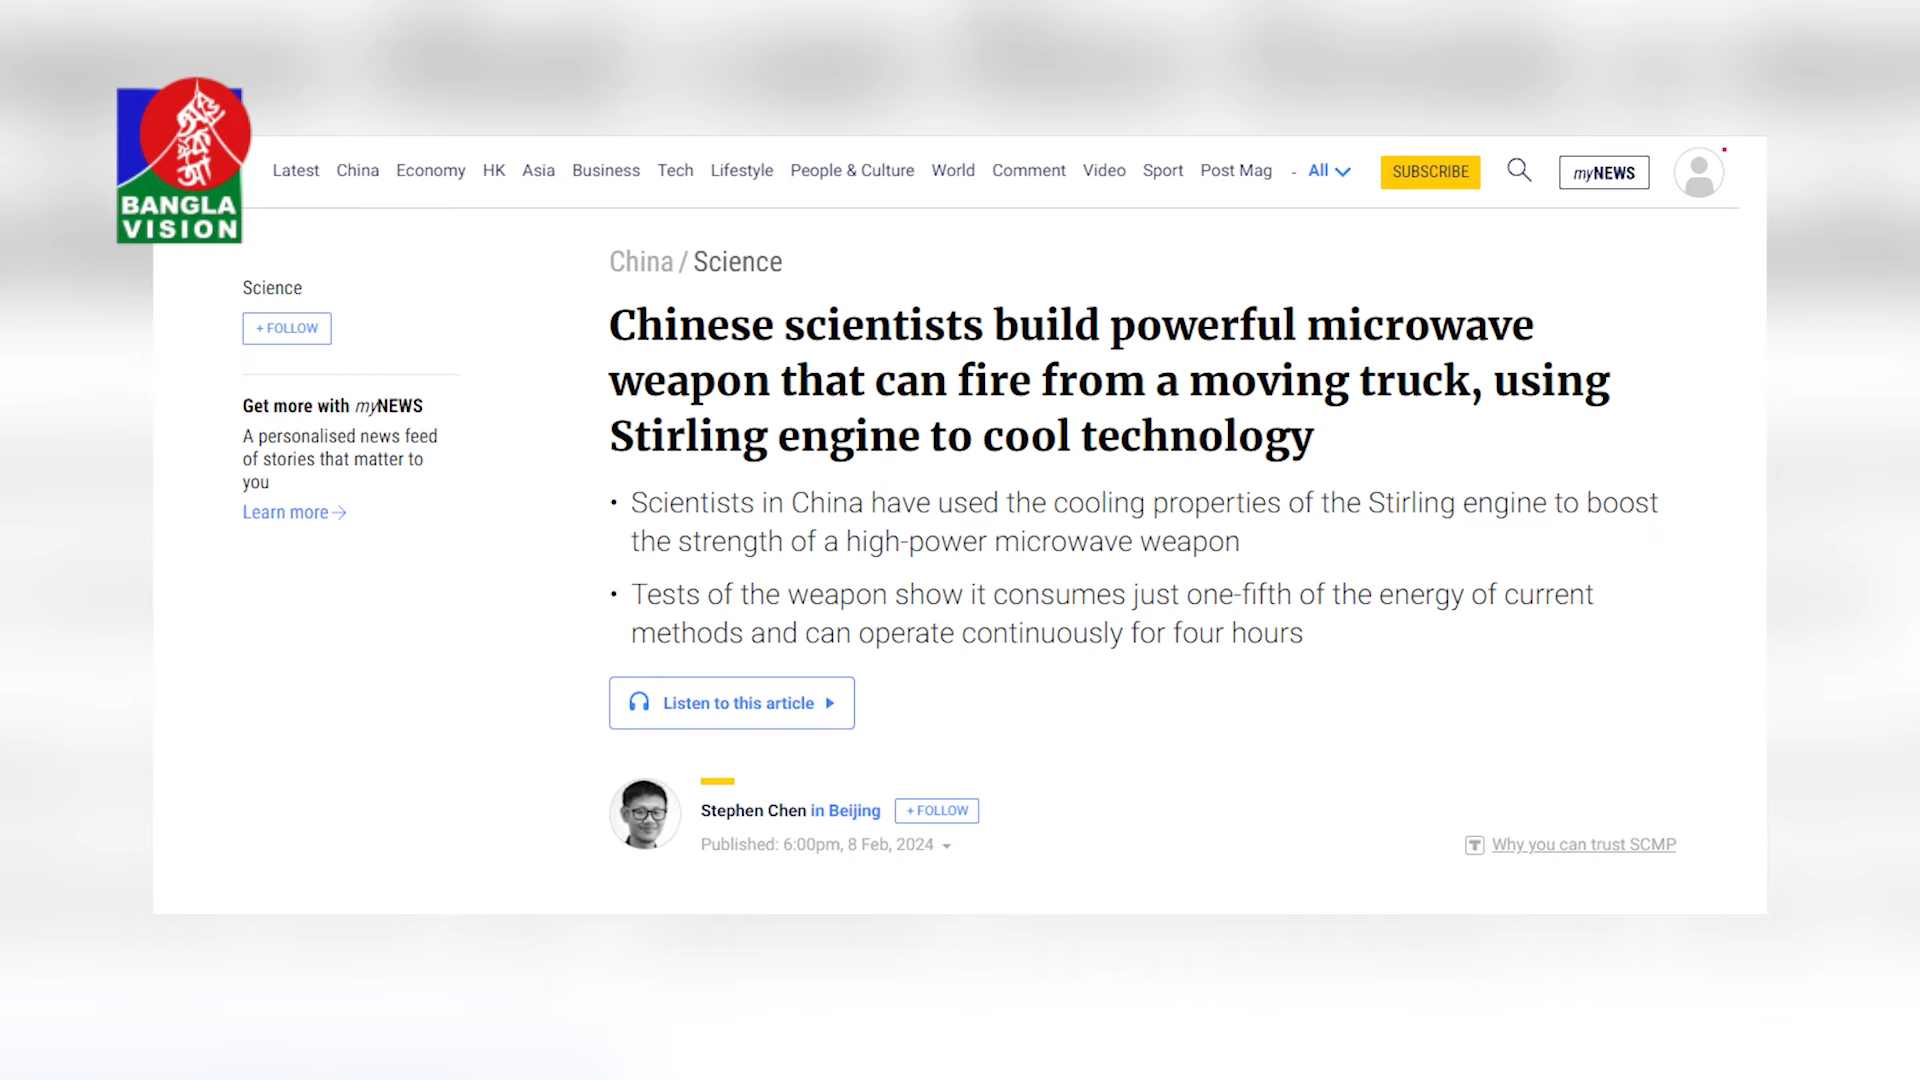 BANGLA
VISION
Latest China Economy HK Asia Business Tech Lifestyle People & Culture World Comment Video Sport Post Mag - All SUBSCRIBE myNEWS
China / Science
Science
+ FOLLOW
Get more with myNEWS
A personalised news feed
of stories that matter to
you
Learn more
Chinese scientists build powerful microwave
weapon that can fire from a moving truck, using
Stirling engine to cool technology
• Scientists in China have used the cooling properties of the Stirling engine to boost
the strength of a high-power microwave weapon
• Tests of the weapon show it consumes just one-fifth of the energy of current
methods and can operate continuously for four hours
Listen to this article
Stephen Chen in Beijing + FOLLOW
Published: 6:00pm, 8 Feb, 2024
Why you can trust SCMP